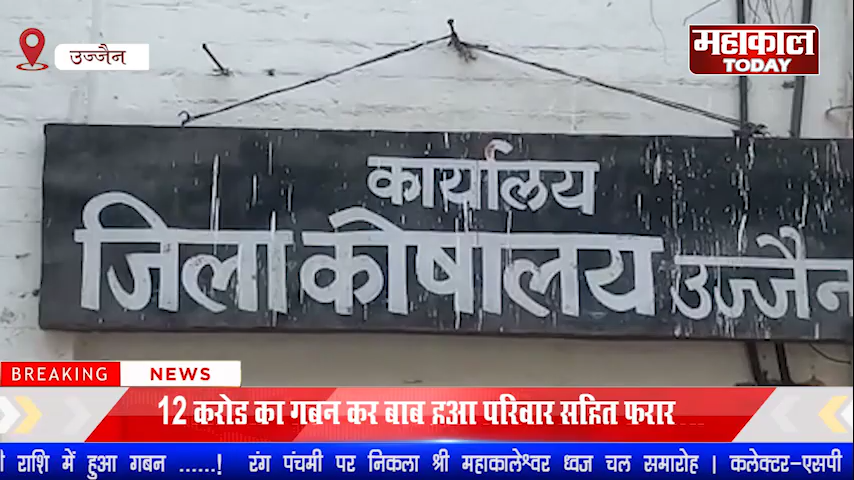 उज्जैन
महाकाल
TODAY
कार्यालय
जिला कोषालय उज्जैन
BREAKING NEWS
12 करोड का गबन कर बाबू हुआ परिवार सहित फरार
राशि में हुआ गबन ......! रंग पंचमी पर निकला श्री महाकालेश्वर ध्वज चल समारोह | कलेक्टर-एसपी